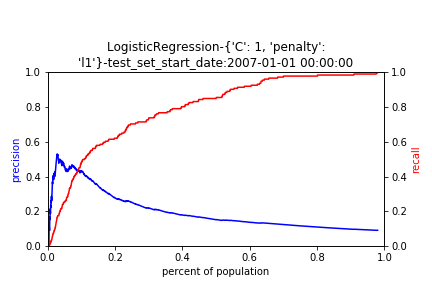 LogisticRegression-{'C': 1, 'penalty':
'l1'}-test_set_start_date:2007-01-01 00:00:00
1.0 1.0
0.8 0.8
precision 0.6 0.6 recall
0.4 0.4
0.2 0.2
0.0 0.0
0.0 0.2 0.4 0.6 0.8 1.0
percent of population